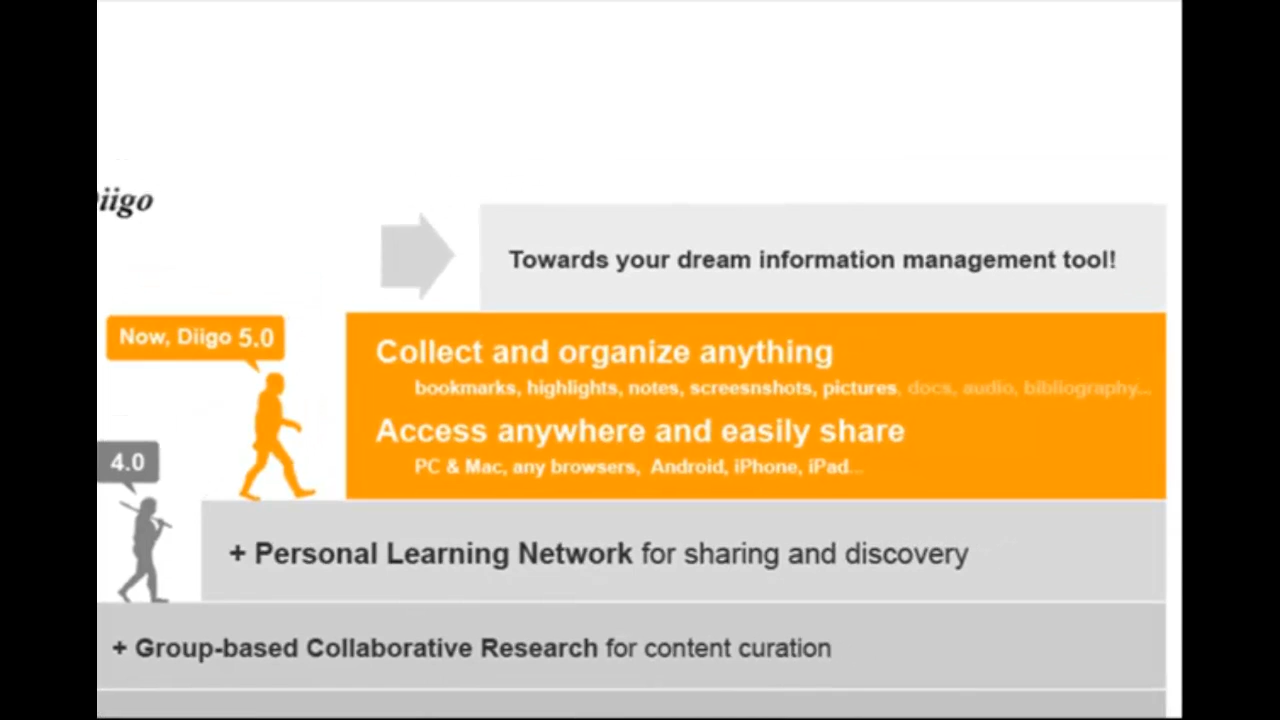 Diigo
Towards your dream information management tool!
Now, Diigo 5.0
Collect and organize anything
bookmarks, highlights, notes, screesnshots, pictures, docs, audio, bibliography...
Access anywhere and easily share
PC & Mac, any browsers, Android, iPhone, iPad...
4.0
+ Personal Learning Network for sharing and discovery
+ Group-based Collaborative Research for content curation